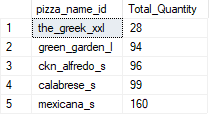 pizza_name_id Total_Quantity
1 the_greek_xxl 28
2 green_garden_l 94
3 ckn_alfredo_s 96
4 calabrese_s 99
5 mexicana_s 160